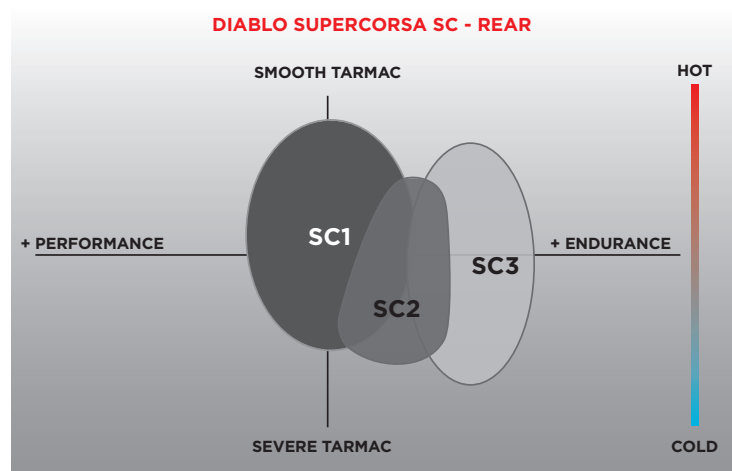 DIABLO SUPERCORSA SC - REAR
SMOOTH TARMAC
HOT
+ PERFORMANCE
SC1
+ ENDURANCE
SC3
SC2
SEVERE TARMAC
COLD